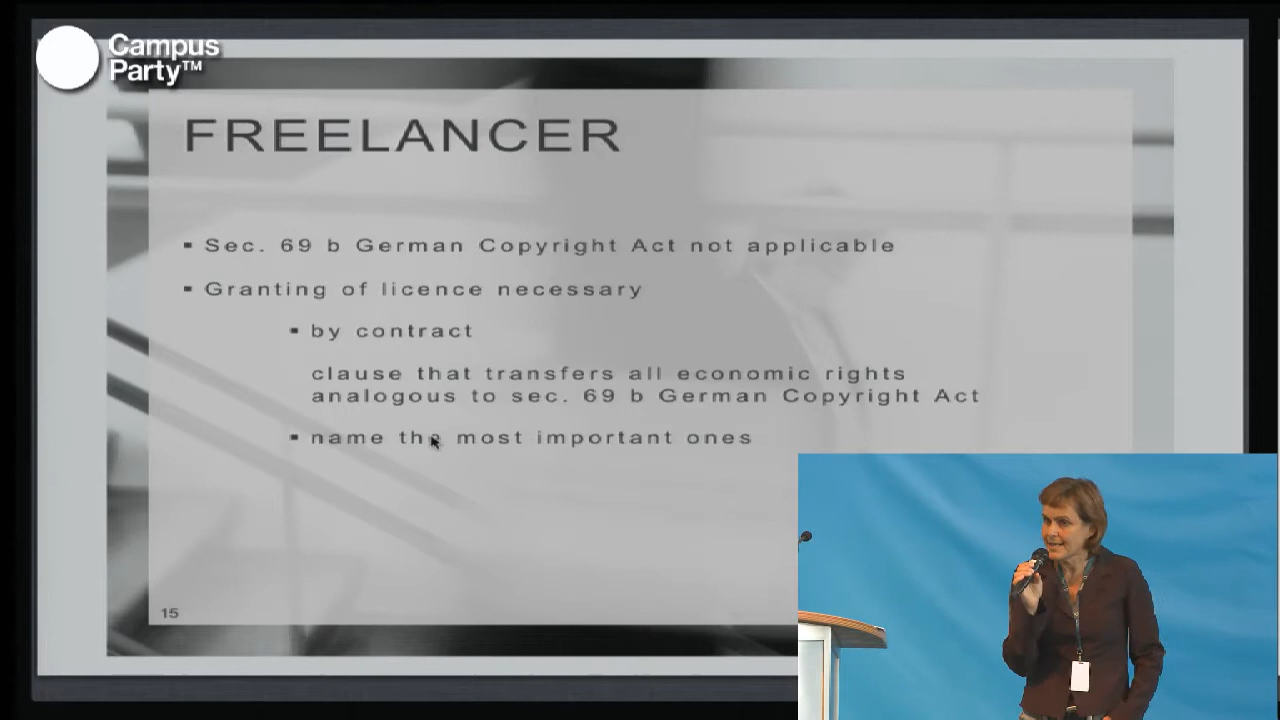 Campus
Party™
FREELANCER
▪ Sec. 69 b German Copyright Act not applicable
▪ Granting of licence necessary
▪ by contract
clause that transfers all economic rights
analogous to sec. 69 b German Copyright Act
▪ name the most important ones
15